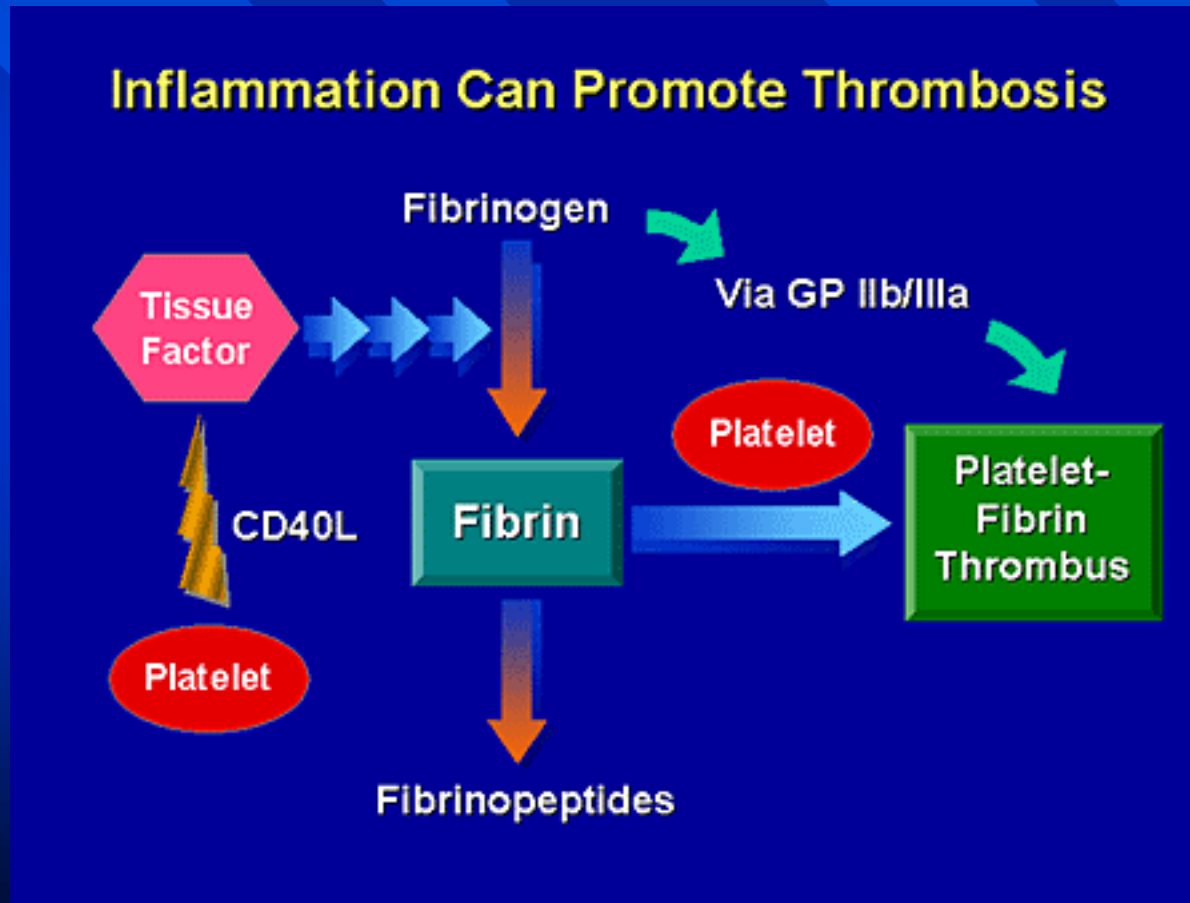 Inflammation Can Promote Thrombosis
Fibrinogen
Via GP IIb/IIIa
Tissue
Factor
Platelet
Platelet-
Fibrin
Thrombus
Fibrin
CD40L
Platelet
Fibrinopeptides